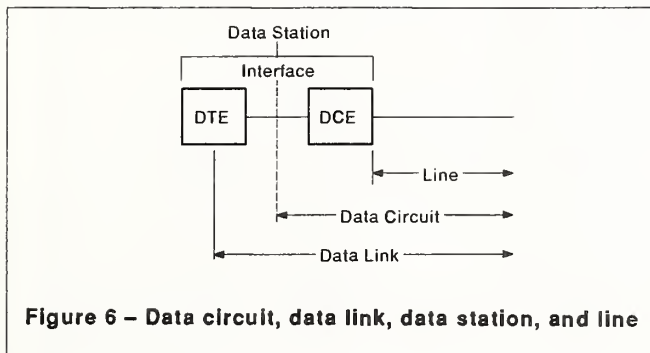 Data Station
Interface
DTE
DCE
Line
Data Circuit
Data Link
Figure 6 – Data circuit, data link, data station, and line